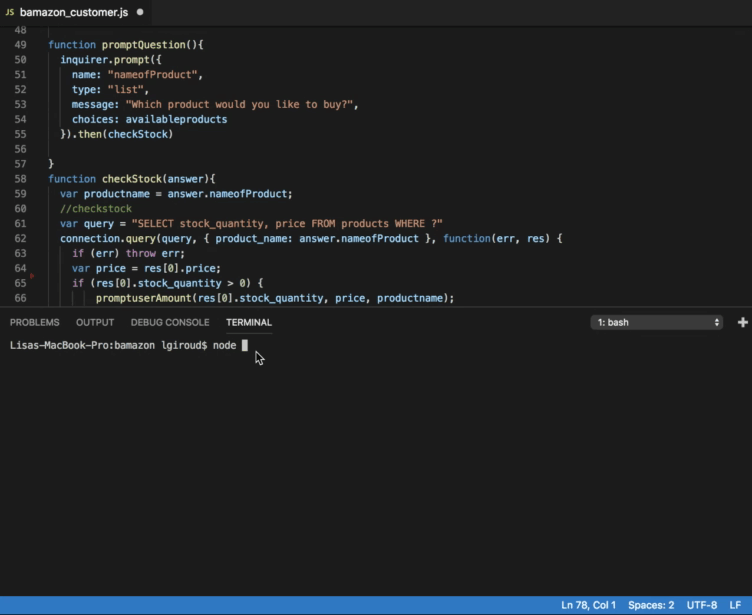 JS bamazon_customer.js
48
49 function promptQuestion(){
50 inquirer.prompt({
51 name: "nameofProduct",
52 type: "list",
53 message: "Which product would you like to buy?",
54 choices: availableproducts
55 }).then(checkStock)
56
57 }
58 function checkStock(answer){
59 var productname = answer.nameofProduct;
60 //checkstock
61 var query = "SELECT stock_quantity, price FROM products WHERE ?"
62 connection.query(query, { product_name: answer.nameofProduct }, function(err, res) {
63 if (err) throw err;
64 var price = res[0].price;
65 if (res[0].stock_quantity > 0) {
66 promptuserAmount(res[0].stock_quantity, price, productname);
PROBLEMS OUTPUT DEBUG CONSOLE TERMINAL 1: bash
Lisas-MacBook-Pro:bamazon lgiroud$ node
Ln 78, Col 1 Spaces: 2 UTF-8 LF